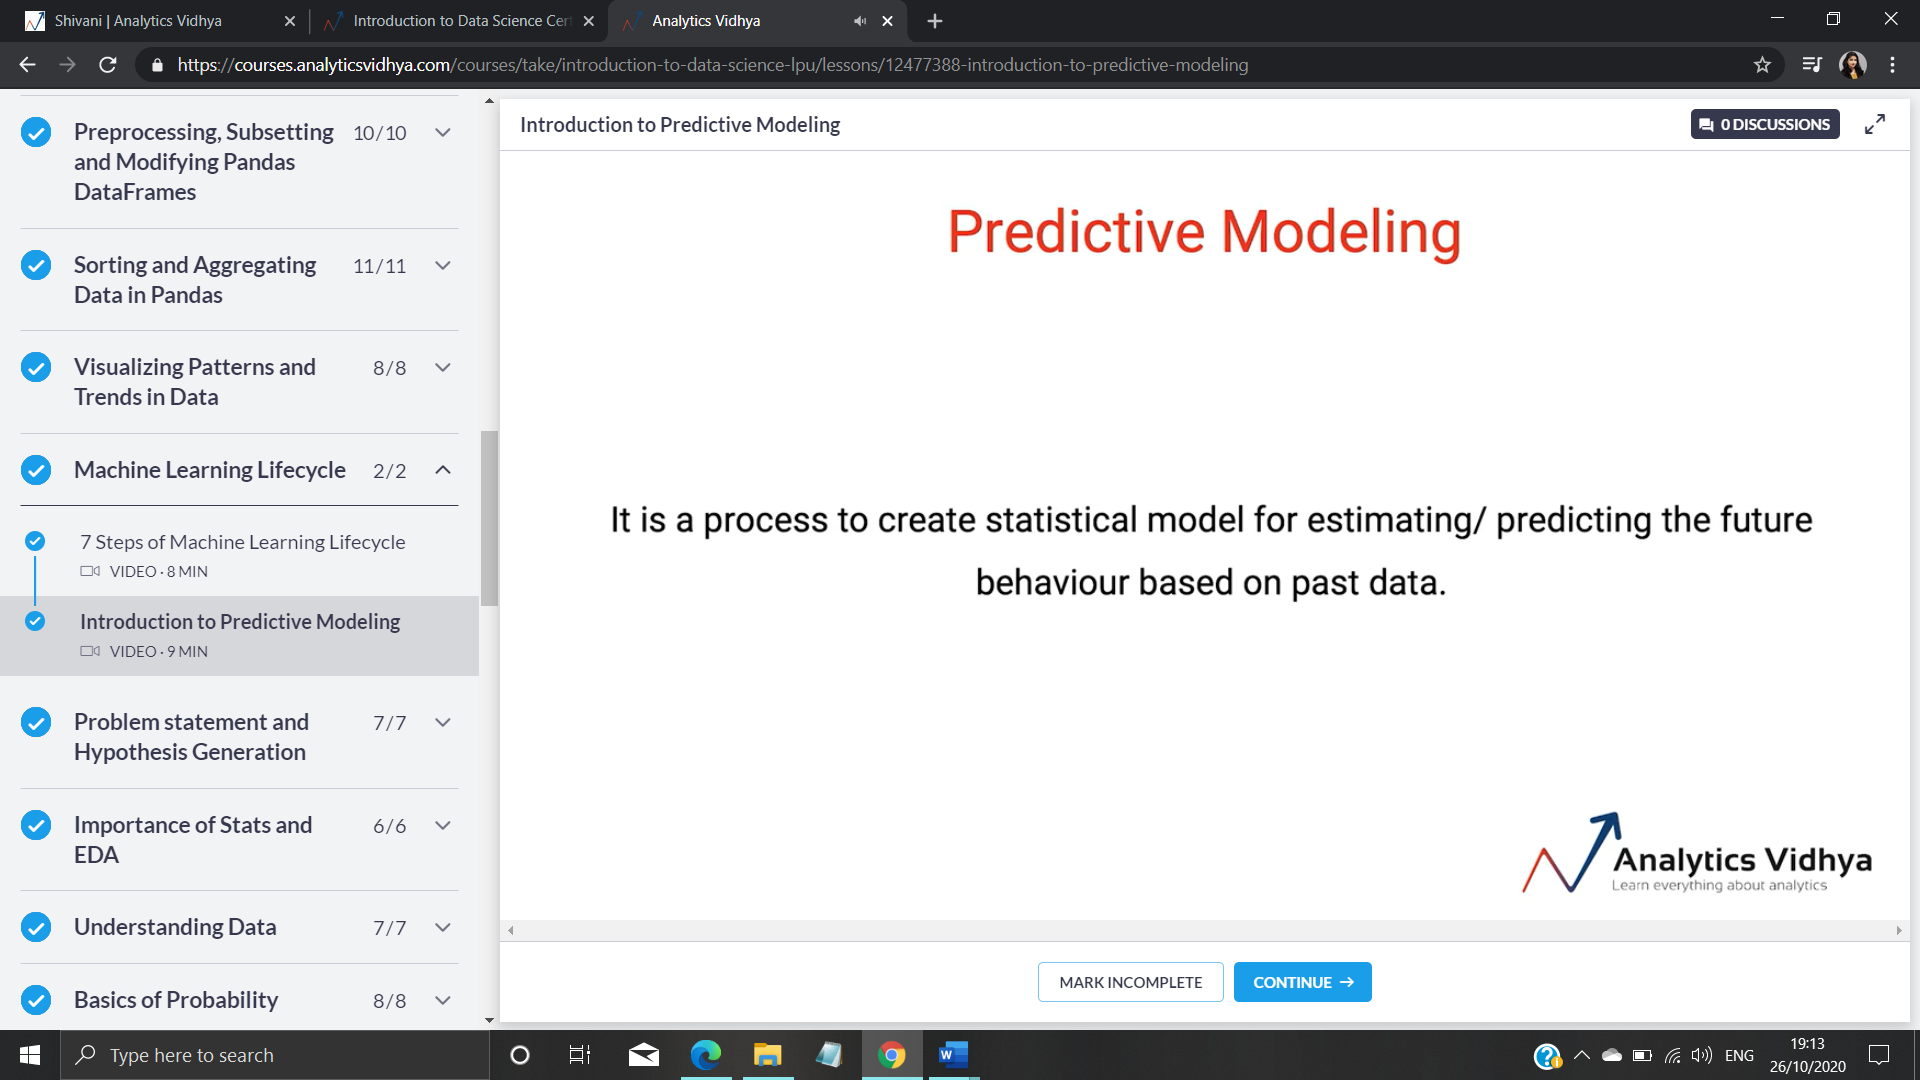 Shivani | Analytics Vidhya
Introduction to Data Science Cert
Analytics Vidhya
https://courses.analyticsvidhya.com/courses/take/introduction-to-data-science-lpu/lessons/12477388-introduction-to-predictive-modeling
Preprocessing, Subsetting and Modifying Pandas DataFrames 10/10
Sorting and Aggregating Data in Pandas 11/11
Visualizing Patterns and Trends in Data 8/8
Machine Learning Lifecycle 2/2
7 Steps of Machine Learning Lifecycle
VIDEO · 8 MIN
Introduction to Predictive Modeling
VIDEO · 9 MIN
Problem statement and Hypothesis Generation 7/7
Importance of Stats and EDA 6/6
Understanding Data 7/7
Basics of Probability 8/8
Introduction to Predictive Modeling
0 DISCUSSIONS
Predictive Modeling
It is a process to create statistical model for estimating/ predicting the future
behaviour based on past data.
Analytics Vidhya
Learn everything about analytics
MARK INCOMPLETE
CONTINUE →
Type here to search
W
ENG
19:13
26/10/2020